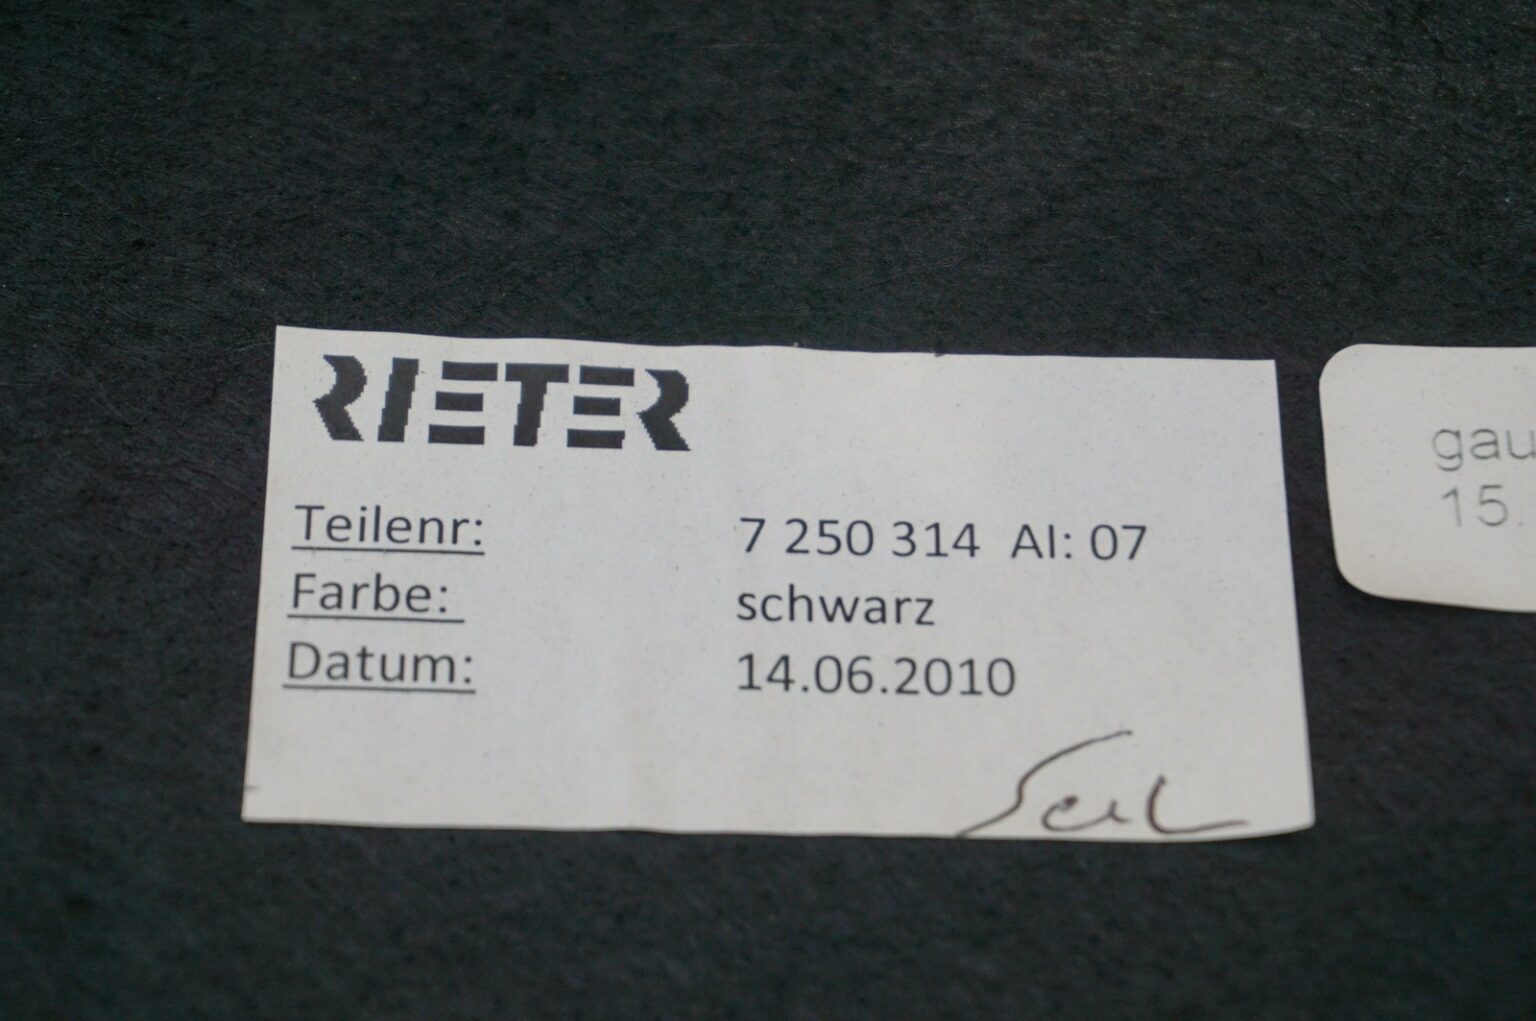 RIETER
Teilenr: 7 250 314 AI: 07
Farbe: schwarz
Datum: 14.06.2010
gau
15.